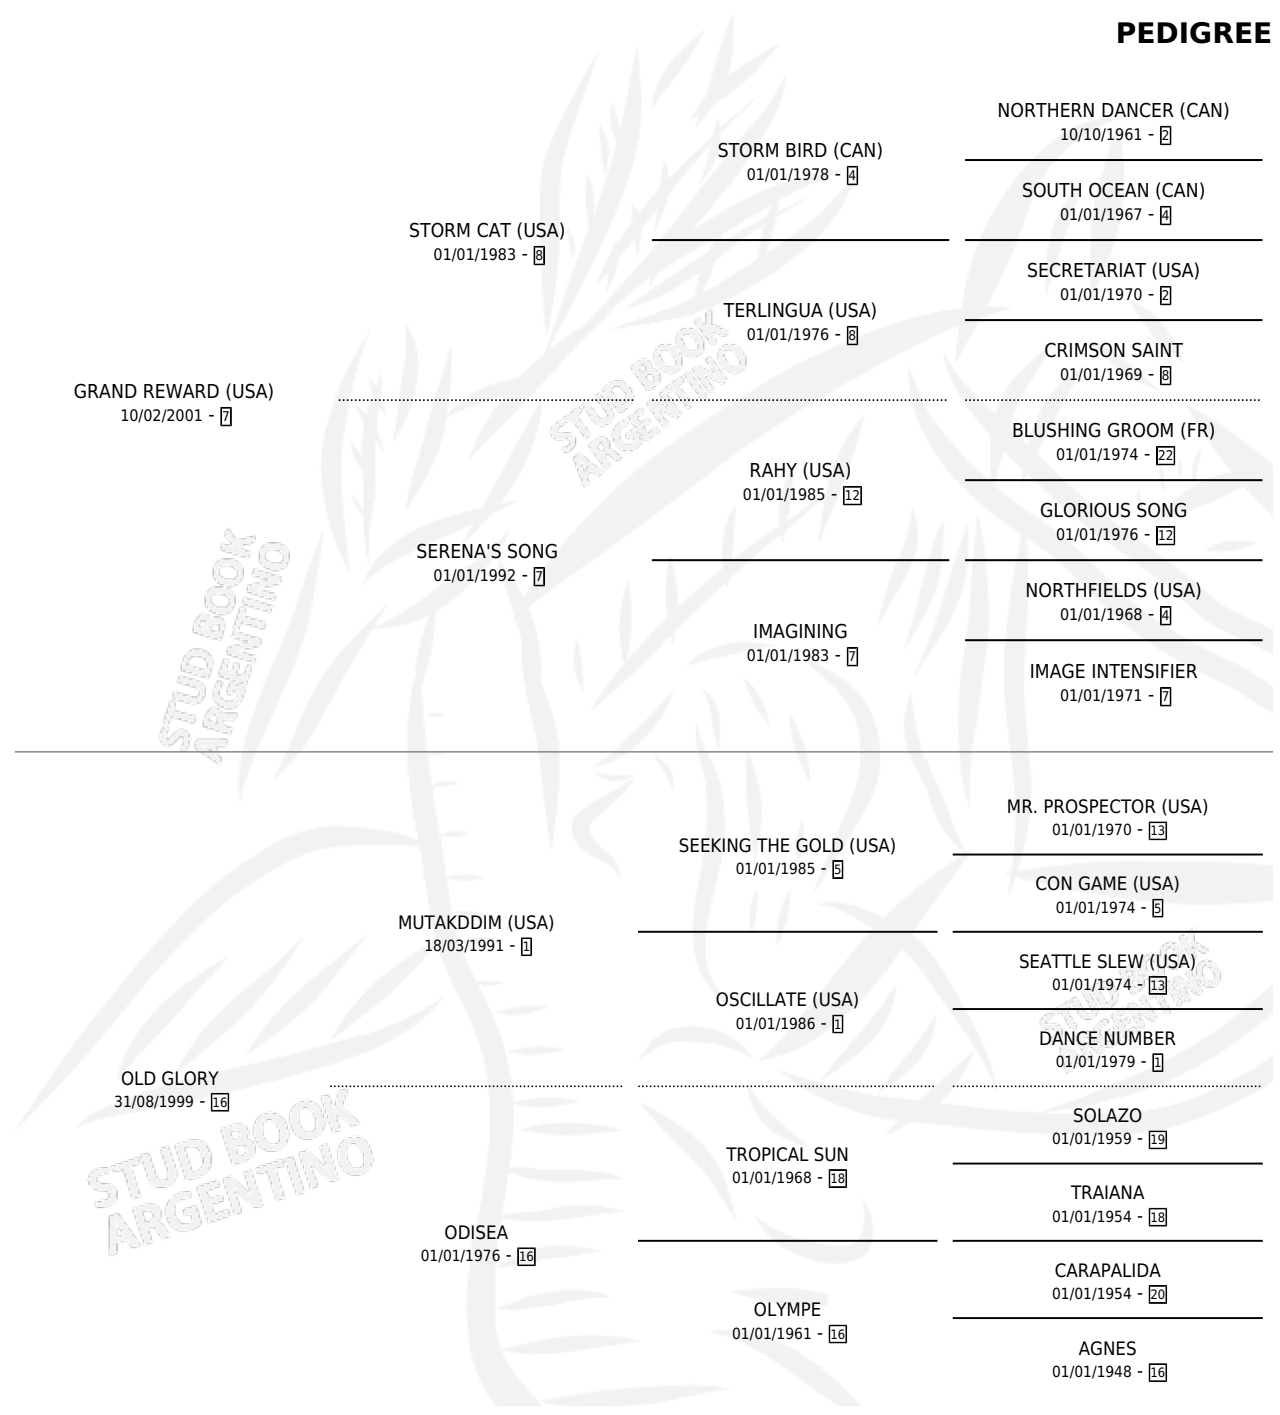 PEDIGREE
NORTHERN DANCER (CAN)
10/10/1961 - 2
STORM BIRD (CAN)
01/01/1978 - 4
SOUTH OCEAN (CAN)
01/01/1967 - 4
STORM CAT (USA)
01/01/1983 - 8
SECRETARIAT (USA)
01/01/1970 - 2
TERLINGUA (USA)
01/01/1976 - 8
CRIMSON SAINT
01/01/1969 - 8
GRAND REWARD (USA)
10/02/2001 - 7
BLUSHING GROOM (FR)
01/01/1974 - 22
RAHY (USA)
01/01/1985 - 12
GLORIOUS SONG
01/01/1976 - 12
SERENA'S SONG
01/01/1992 - 7
NORTHFIELDS (USA)
01/01/1968 - 4
IMAGINING
01/01/1983 - 7
IMAGE INTENSIFIER
01/01/1971 - 7
MR. PROSPECTOR (USA)
01/01/1970 - 13
SEEKING THE GOLD (USA)
01/01/1985 - 5
CON GAME (USA)
01/01/1974 - 5
MUTAKDDIM (USA)
18/03/1991 - 1
SEATTLE SLEW (USA)
01/01/1974 - 13
OSCILLATE (USA)
01/01/1986 - 1
DANCE NUMBER
01/01/1979 - 1
OLD GLORY
31/08/1999 - 16
SOLAZO
01/01/1959 - 19
TROPICAL SUN
01/01/1968 - 18
TRAIANA
01/01/1954 - 18
ODISEA
01/01/1976 - 16
CARAPALIDA
01/01/1954 - 20
OLYMPE
01/01/1961 - 16
AGNES
01/01/1948 - 16
STUD BOOK
ARGENTINO
STUD BOOK
ARGENTINO
STUD BOOK
ARGENTINO
STUD BOOK
ARGENTINO